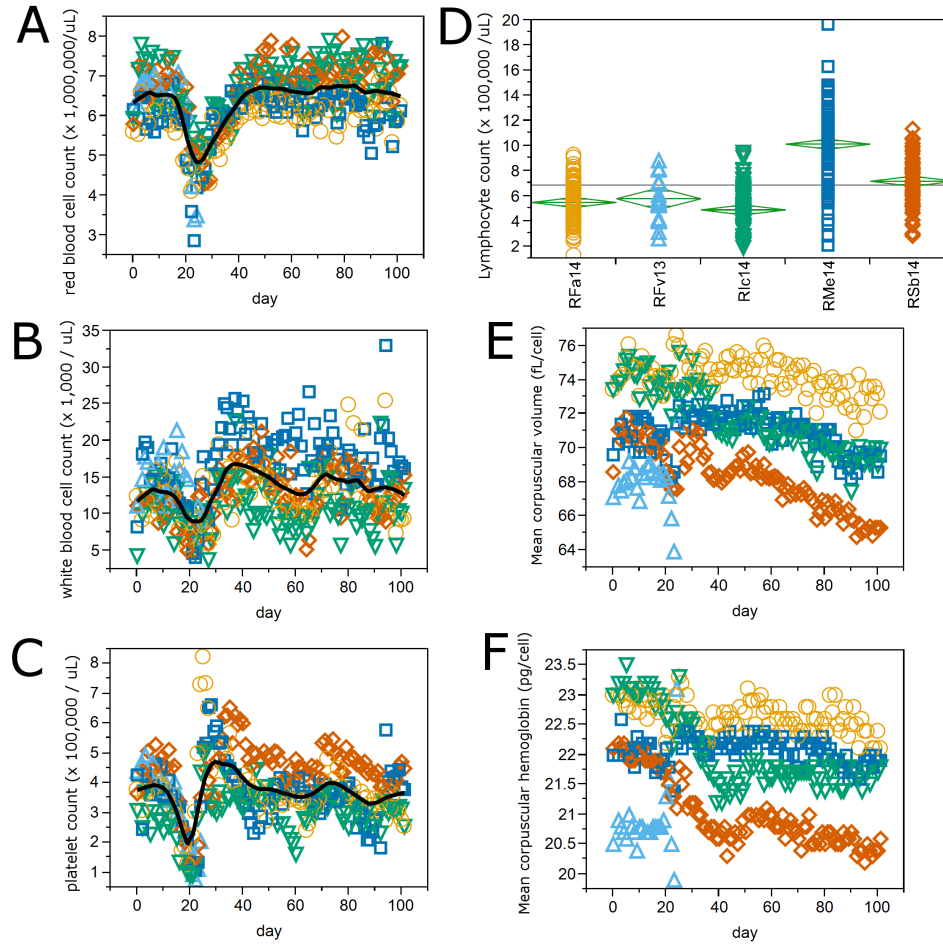 A
red blood cell count (x 1,000,000/uL)
8
7
6
5
4
3
0 20 40 60 80 100
day
B
white blood cell count (x 1,000 / uL)
35
30
25
20
15
10
5
0 20 40 60 80 100
day
C
platelet count (x 100,000 / uL)
8
7
6
5
4
3
2
1
0 20 40 60 80 100
day
D
Lymphocyte count (x 100,000 /uL)
20
18
16
14
12
10
8
6
4
2
RFa14
RFv13
RIc14
RMe14
RSb14
E
Mean corpuscular volume (fL/cell)
76
74
72
70
68
66
64
0 20 40 60 80 100
day
F
Mean corpuscular hemoglobin (pg/cell)
23.5
23
22.5
22
21.5
21
20.5
20
0 20 40 60 80 100
day